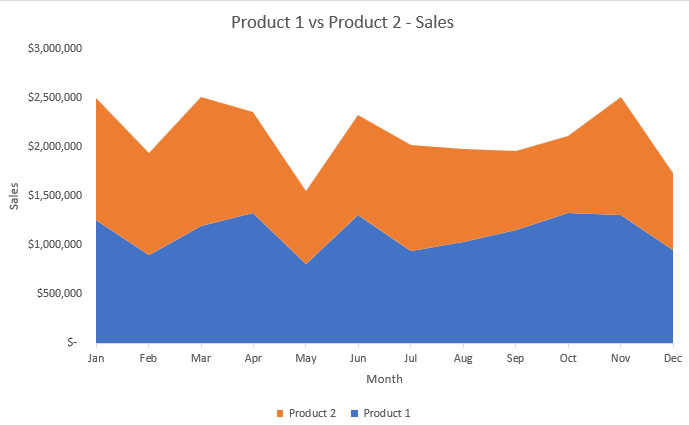 Product 1 vs Product 2 - Sales
$3,000,000
$2,500,000
$2,000,000
$1,500,000
$1,000,000
$500,000
$-
Sales
Jan Feb Mar Apr May Jun Jul Aug Sep Oct Nov Dec
Month
Product 2 Product 1